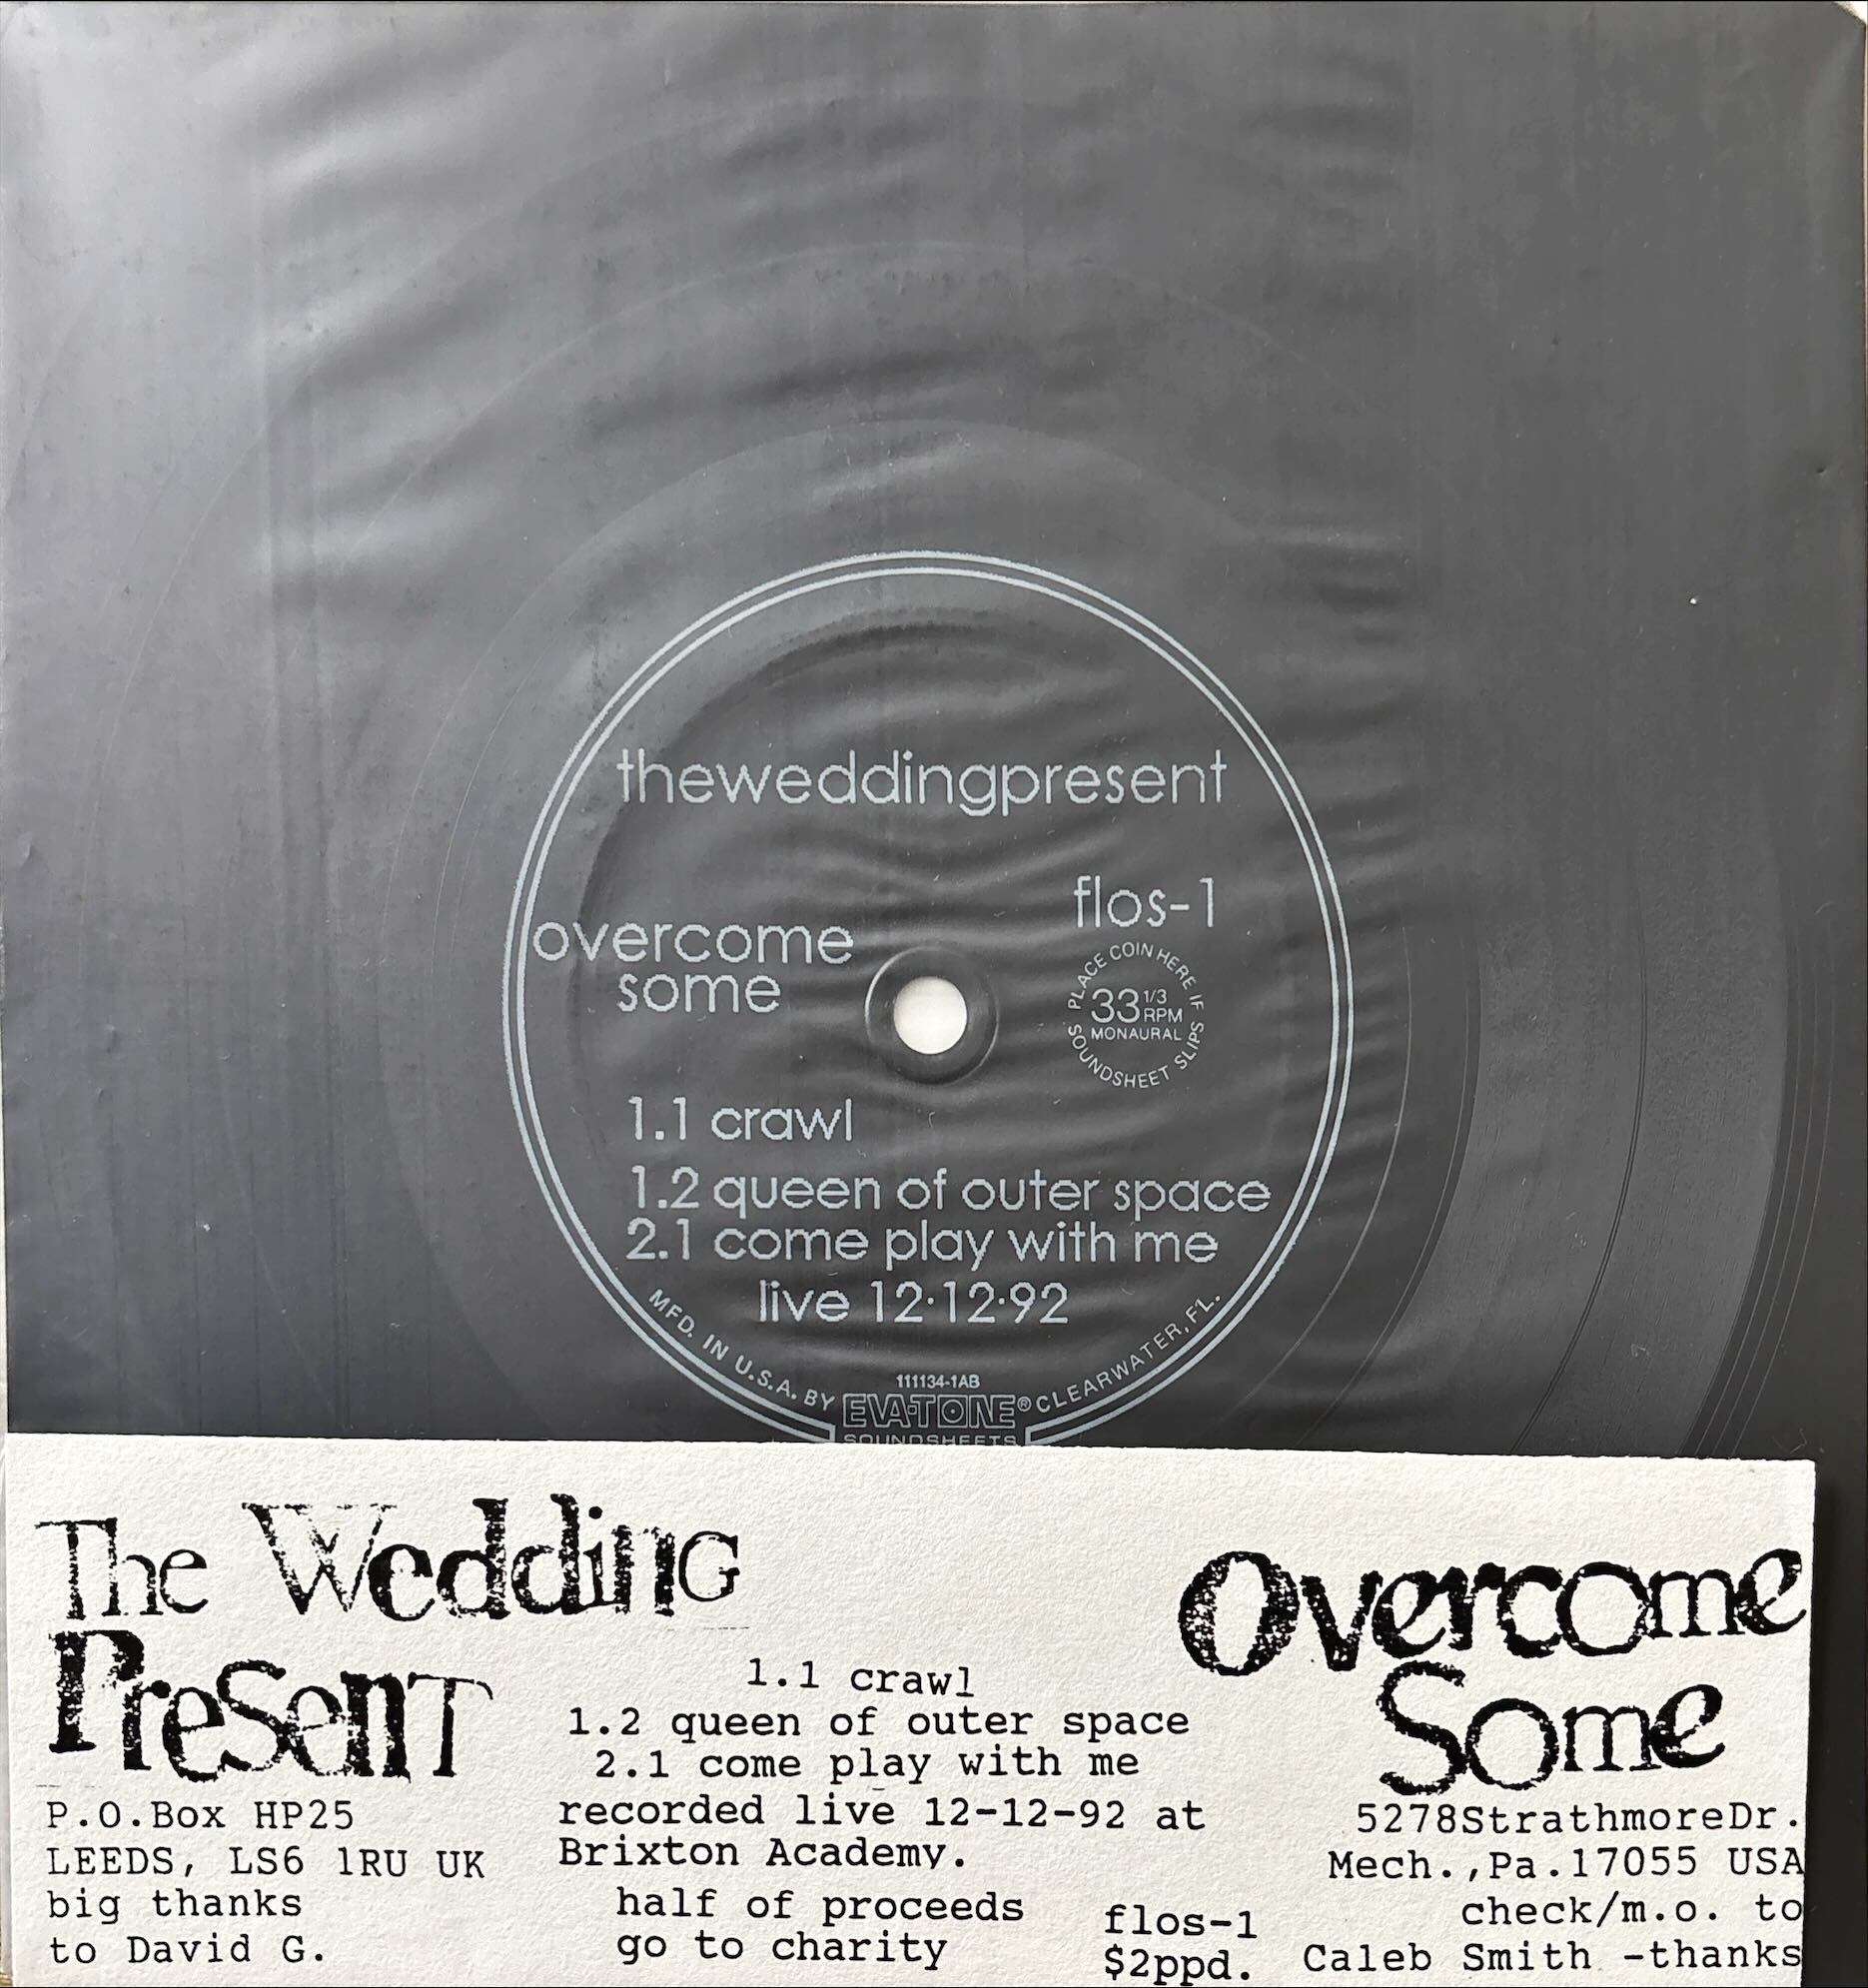 theweddingpresent
flos-1
overcome
some
PLACE COIN HERE IF SOUNDSHEET SLIPS
33 1/3
RPM
MONAURAL
1.1 crawl
1.2 queen of outer space
2.1 come play with me
live 12·12·92
MFD. IN U.S.A. BY EVA-TONE® CLEARWATER, FL.
111134-1AB
SOUNDSHEETS
The Wedding
Present
Overcome
Some
1.1 crawl
1.2 queen of outer space
2.1 come play with me
recorded live 12-12-92 at
Brixton Academy.
half of proceeds
go to charity
P.O.Box HP25
LEEDS, LS6 1RU UK
big thanks
to David G.
flos-1
$2ppd.
5278StrathmoreDr.
Mech.,Pa.17055 USA
check/m.o. to
Caleb Smith -thanks